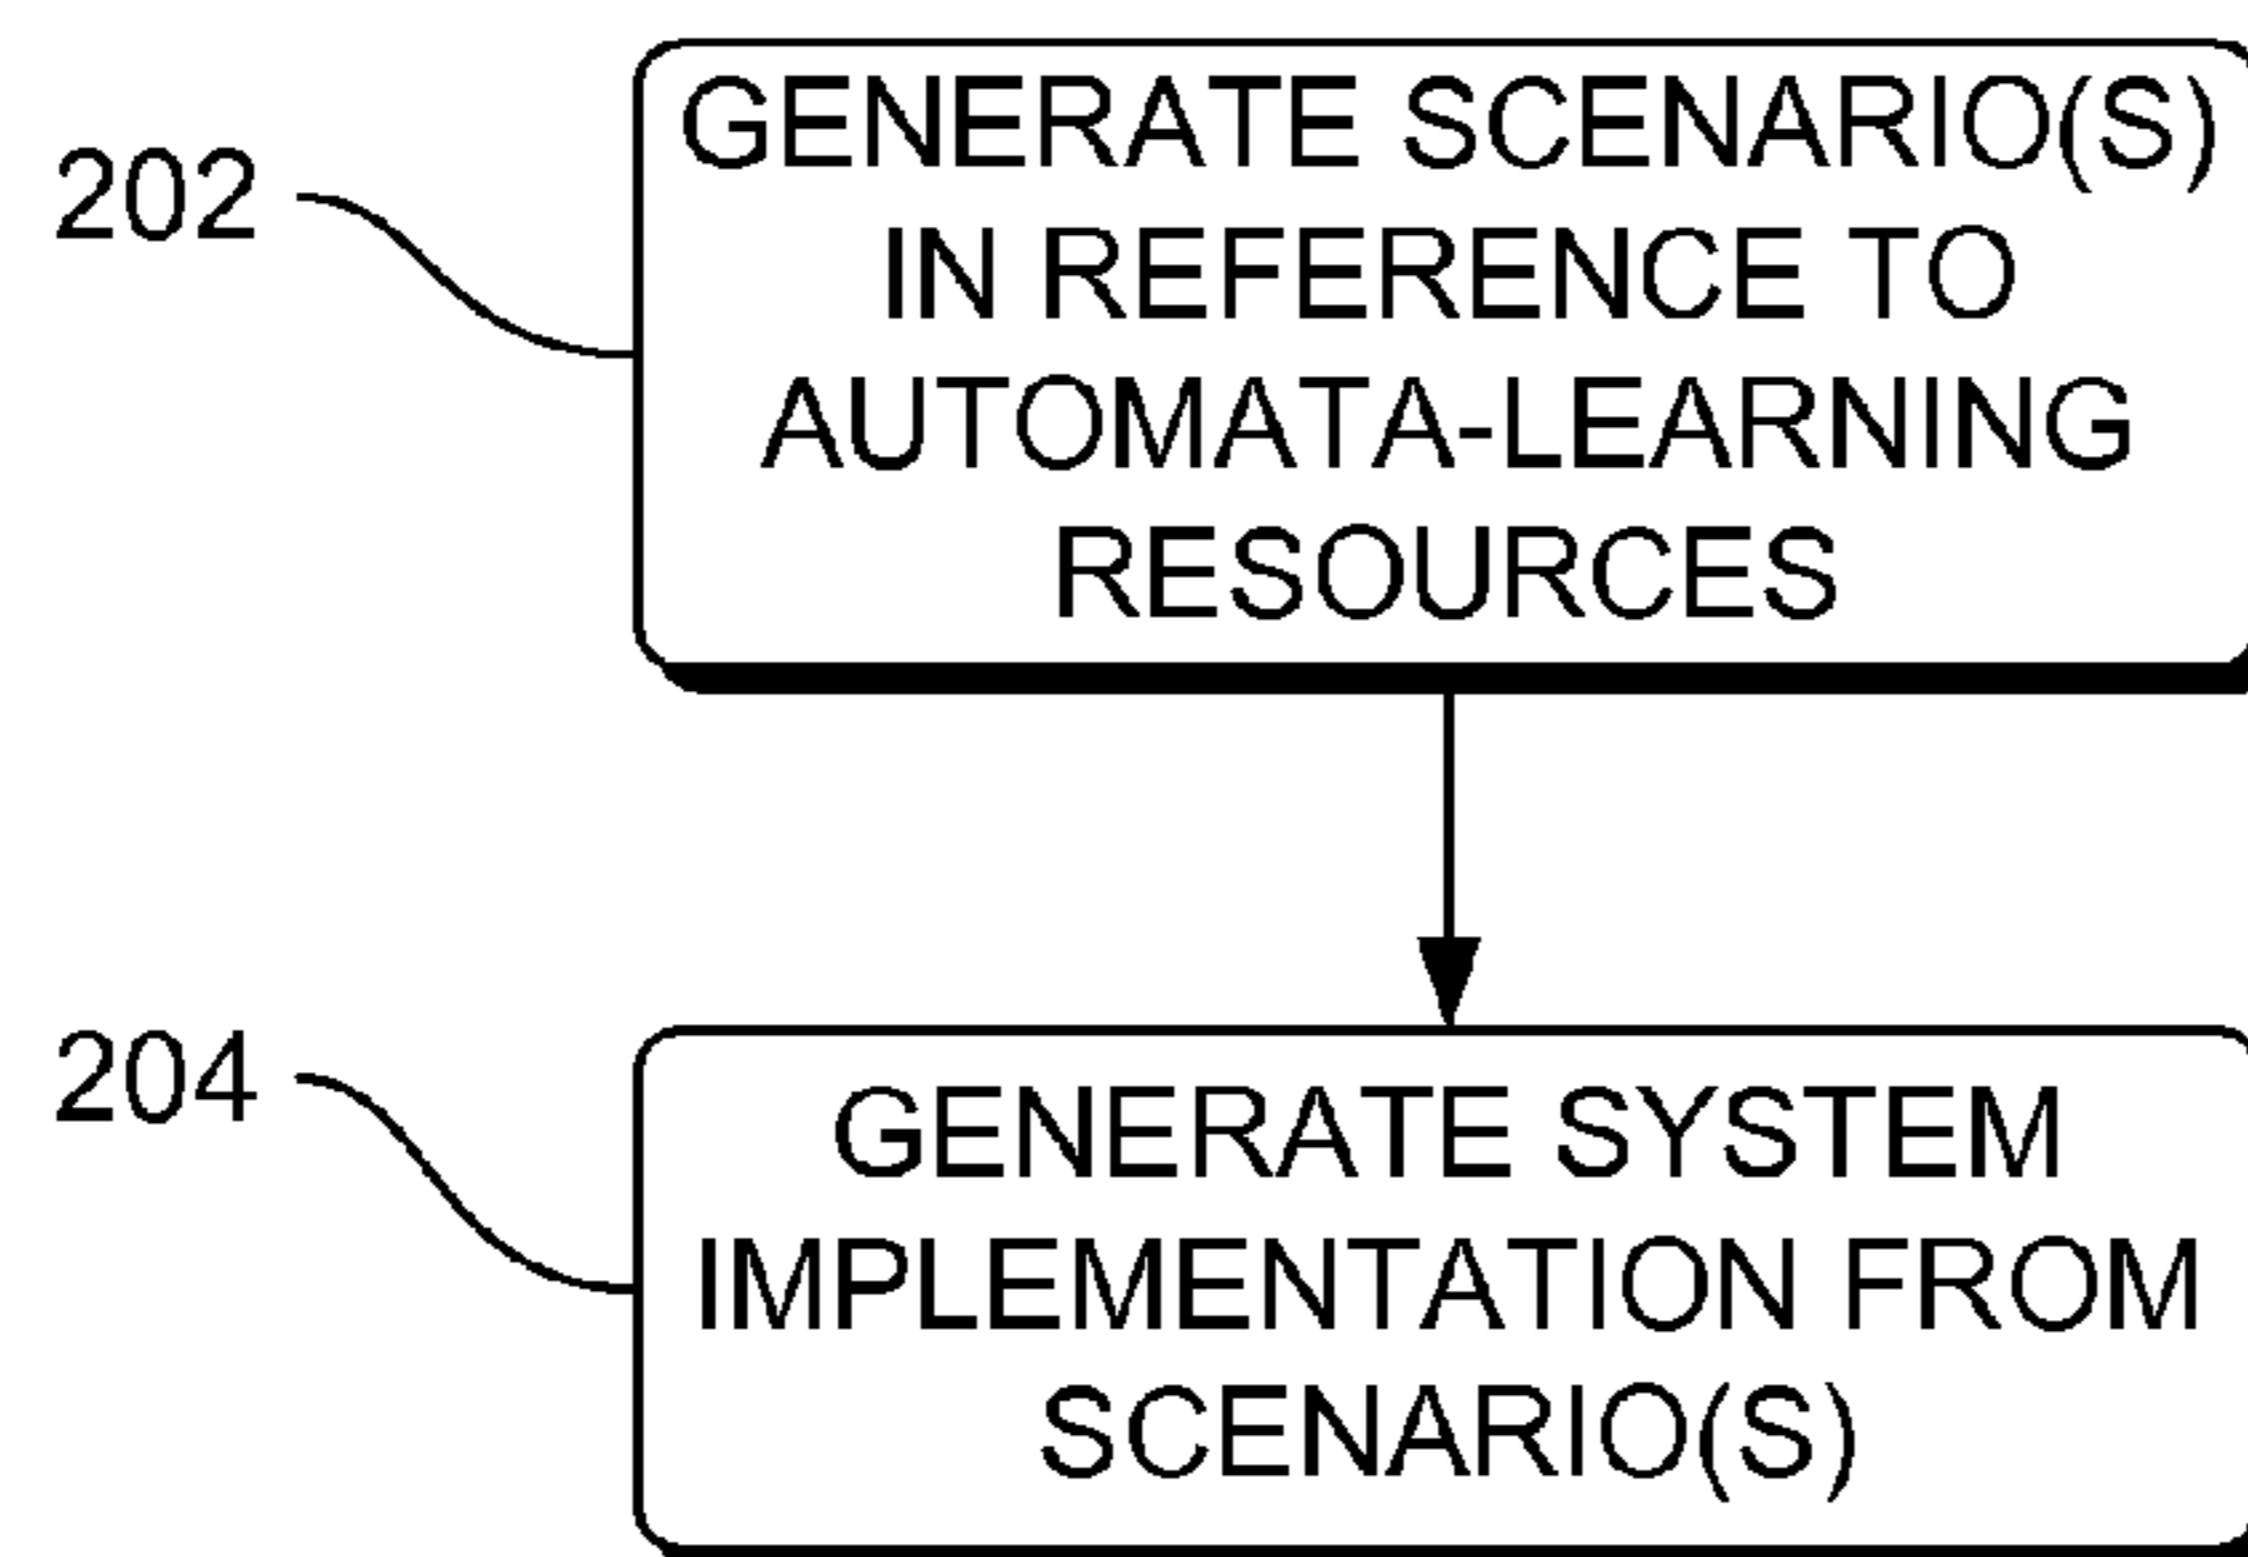 202
GENERATE SCENARIO(S)
IN REFERENCE TO
AUTOMATA-LEARNING
RESOURCES
204
GENERATE SYSTEM
IMPLEMENTATION FROM
SCENARIO(S)